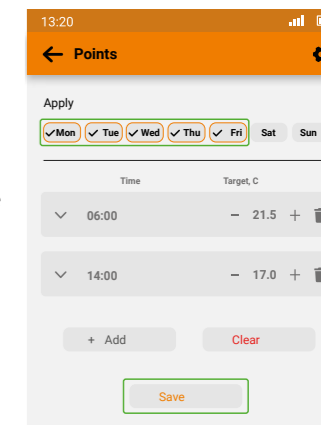 13:20
Points
Apply
Mon Tue Wed Thu Fri Sat Sun
Time Target, C
06:00 − 21.5 +
14:00 − 17.0 +
+ Add Clear
Save